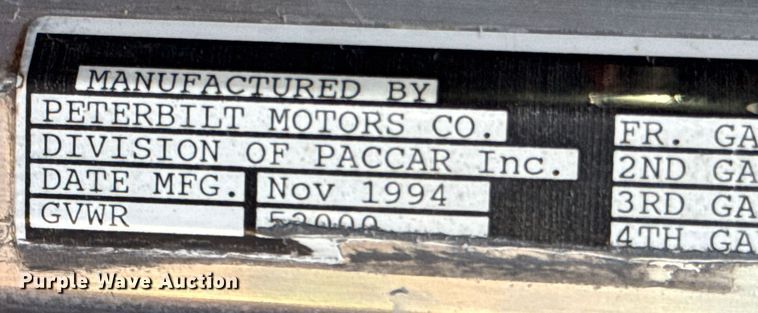 MANUFACTURED BY
PETERBILT MOTORS CO.
DIVISION OF PACCAR Inc.
DATE MFG. Nov 1994
GVWR
FR. GA
2ND GA
3RD GA
4TH GA
Purple Wave Auction